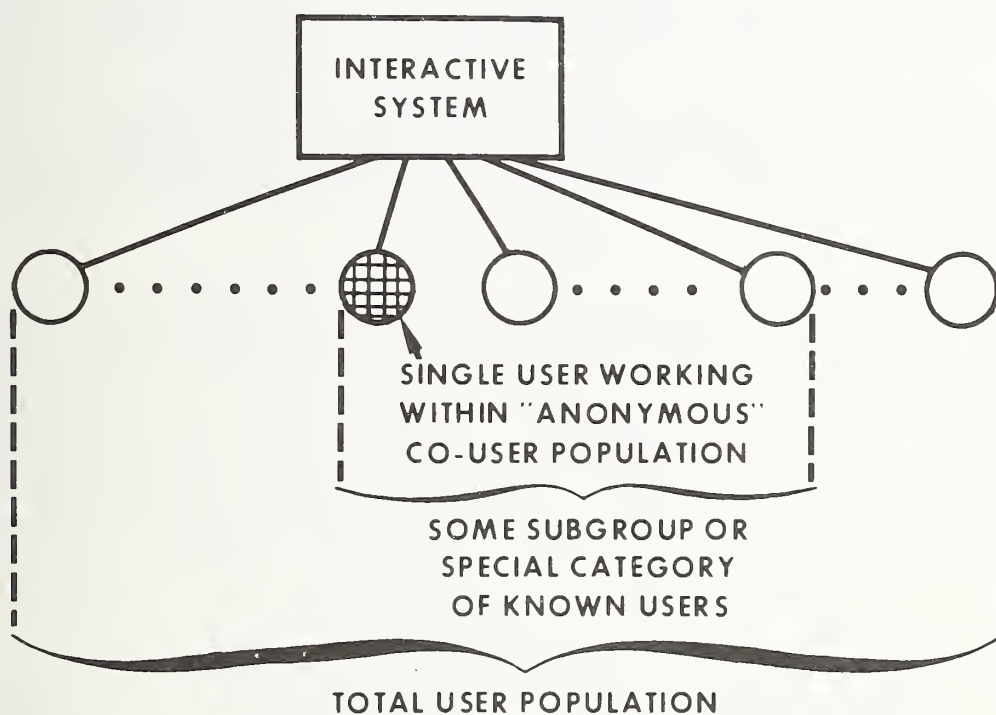 INTERACTIVE
SYSTEM
SINGLE USER WORKING
WITHIN "ANONYMOUS"
CO-USER POPULATION
SOME SUBGROUP OR
SPECIAL CATEGORY
OF KNOWN USERS
TOTAL USER POPULATION